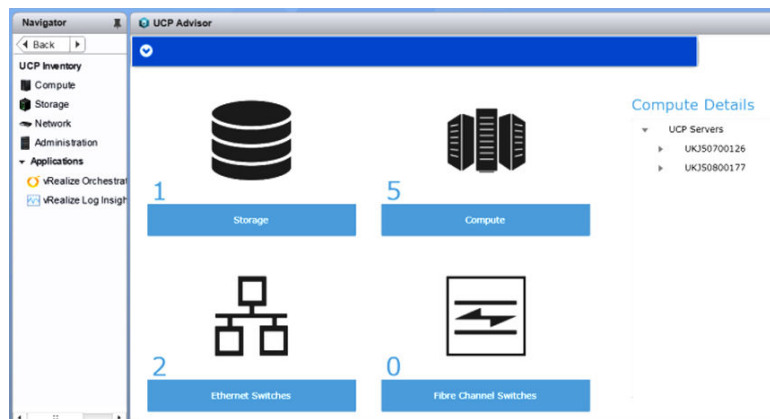 Navigator
UCP Advisor
Back
UCP Inventory
Compute
Storage
Network
Administration
Applications
vRealize Orchestrat
vRealize Log Insigh
1
Storage
5
Compute
2
Ethernet Switches
0
Fibre Channel Switches
Compute Details
UCP Servers
UKJ50700126
UKJ50800177